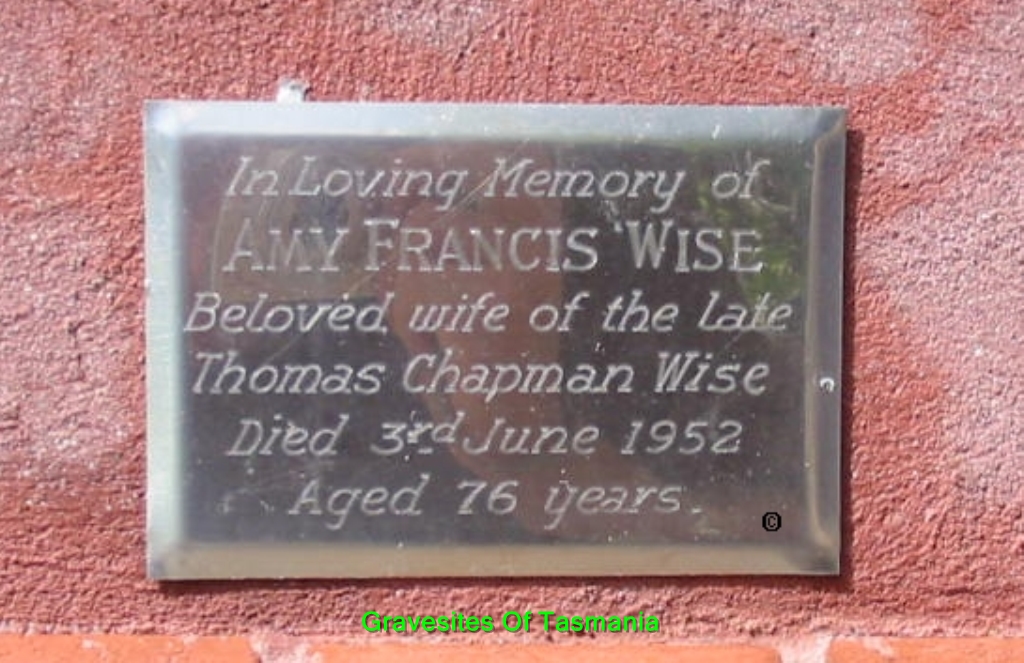 In Loving Memory of
AMY FRANCIS WISE
Beloved wife of the late
Thomas Chapman Wise
Died 3rd June 1952
Aged 76 years.
©
Gravesites Of Tasmania